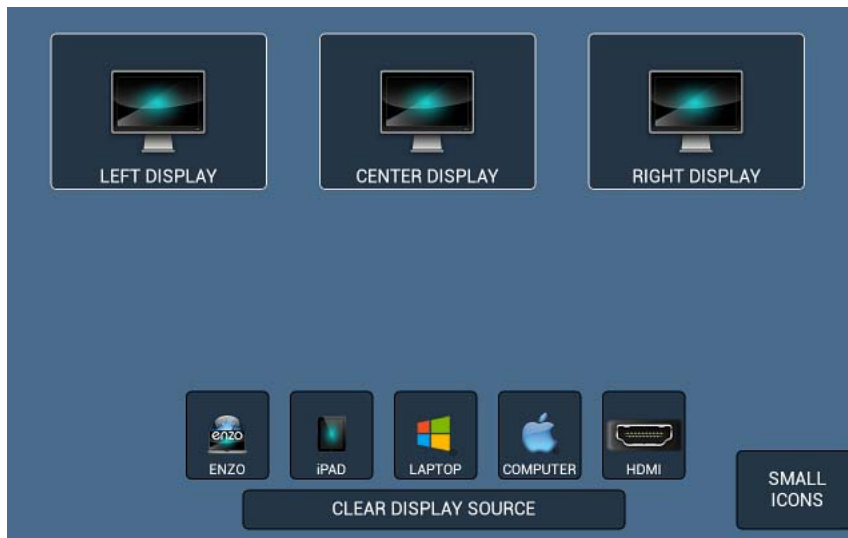 LEFT DISPLAY
CENTER DISPLAY
RIGHT DISPLAY
enzo
ENZO
iPAD
LAPTOP
COMPUTER
HDMI
SMALL
ICONS
CLEAR DISPLAY SOURCE